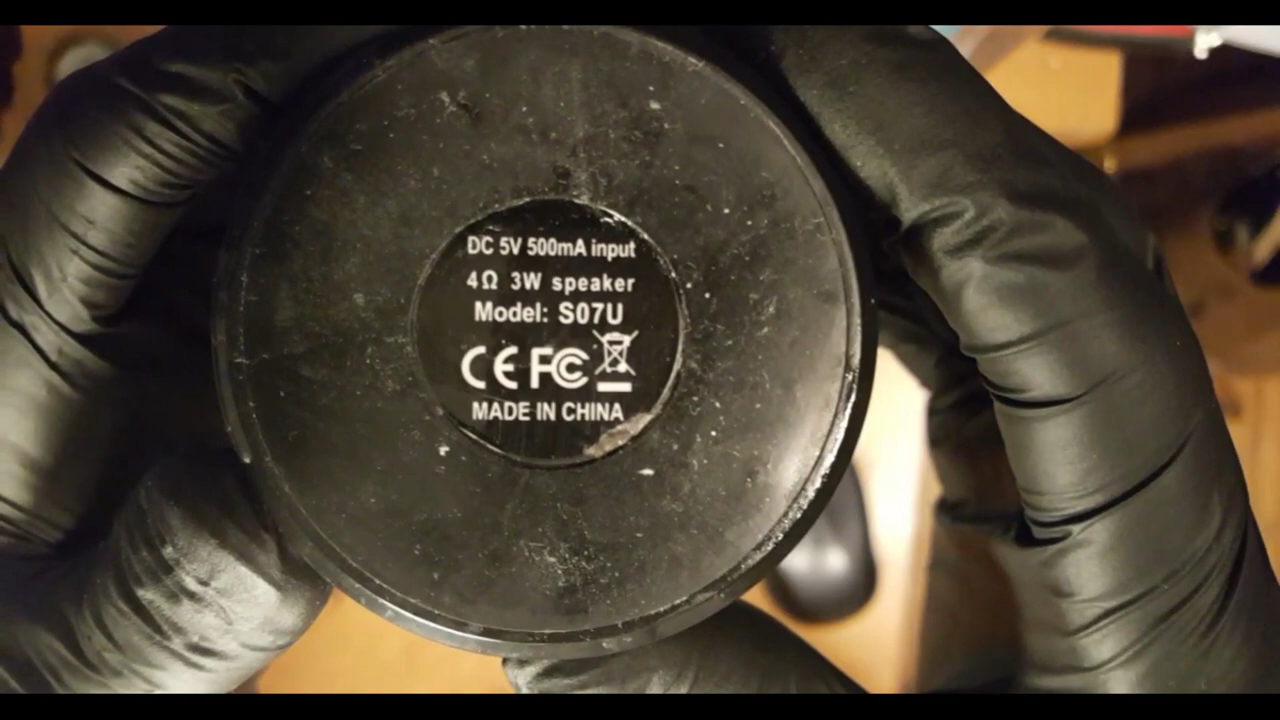 DC 5V 500mA input
4Ω 3W speaker
Model: S07U
CE FC
MADE IN CHINA